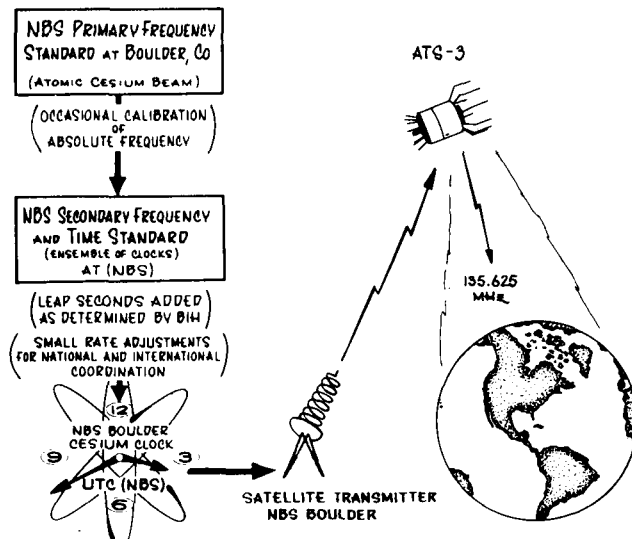 NBS PRIMARY FREQUENCY
STANDARD AT BOULDER, CO
(ATOMIC CESIUM BEAM)
(OCCASIONAL CALIBRATION
OF
ABSOLUTE FREQUENCY)
NBS SECONDARY FREQUENCY
AND TIME STANDARD
(ENSEMBLE OF CLOCKS)
AT (NBS)
(LEAP SECONDS ADDED
AS DETERMINED BY BIH)
(SMALL RATE ADJUSTMENTS
FOR NATIONAL AND INTERNATIONAL
COORDINATION)
12
NBS BOULDER
CESIUM CLOCK
9
3
UTC (NBS)
6
SATELLITE TRANSMITTER
NBS BOULDER
ATS-3
135.625
MHz